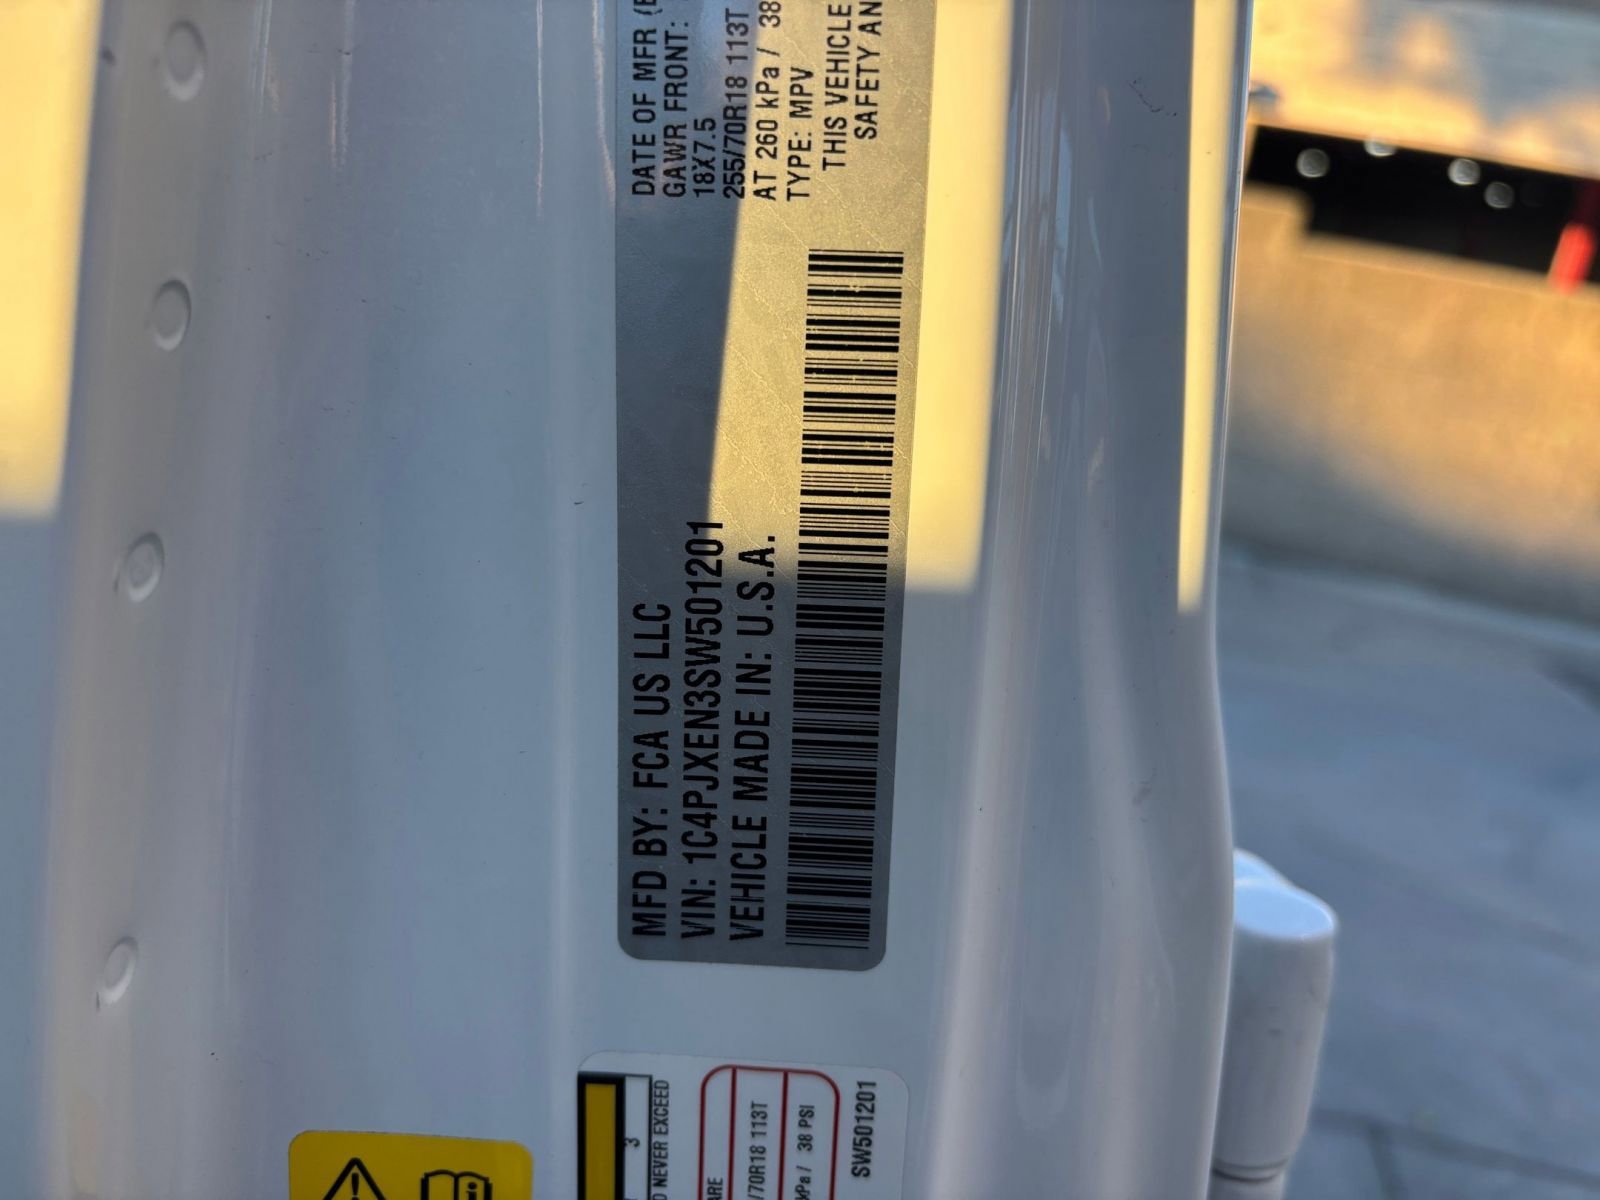 MFD BY: FCA US LLC
VIN: 1C4PJXEN3SW501201
VEHICLE MADE IN: U.S.A.
DATE OF MFR
GAWR FRONT:
18X7.5
255/70R18 113T
AT 260 kPa / 38
TYPE: MPV
THIS VEHICLE
SAFETY AN
3
NEVER EXCEED
/70R18 113T
kPa / 38 PSI
SW501201